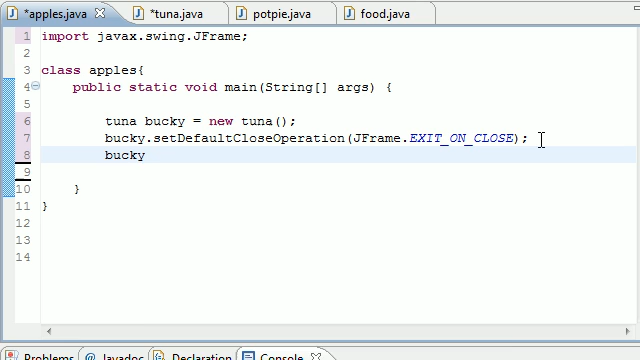 *apples.java *tuna.java potpie.java food.java
1 import javax.swing.JFrame;
2
3 class apples{
4 public static void main(String[] args) {
5
6 tuna bucky = new tuna();
7 bucky.setDefaultCloseOperation(JFrame.EXIT_ON_CLOSE);
8 bucky
9
10 }
11 }
12
13
14
Problems @ Javadoc Declaration Console